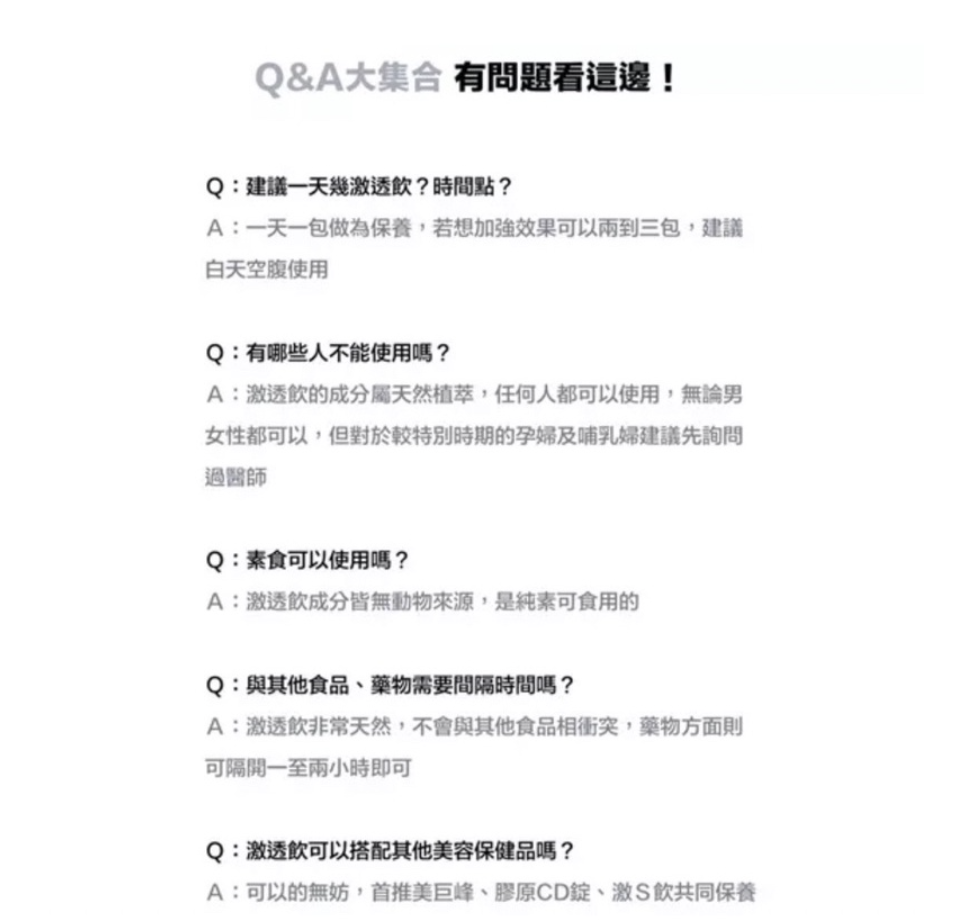 Q&A大集合 有問題看這邊！
Q：建議一天幾激透飲？時間點？
A：一天一包做為保養，若想加強效果可以兩到三包，建議
白天空腹使用
Q：有哪些人不能使用嗎？
A：激透飲的成分屬天然植萃，任何人都可以使用，無論男
女性都可以，但對於較特別時期的孕婦及哺乳婦建議先詢問
過醫師
Q：素食可以使用嗎？
A：激透飲成分皆無動物來源，是純素可食用的
Q：與其他食品、藥物需要間隔時間嗎？
A：激透飲非常天然，不會與其他食品相衝突，藥物方面則
可隔開一至兩小時即可
Q：激透飲可以搭配其他美容保健品嗎？
A：可以的無妨，首推美巨峰、膠原CD錠、激S飲共同保養